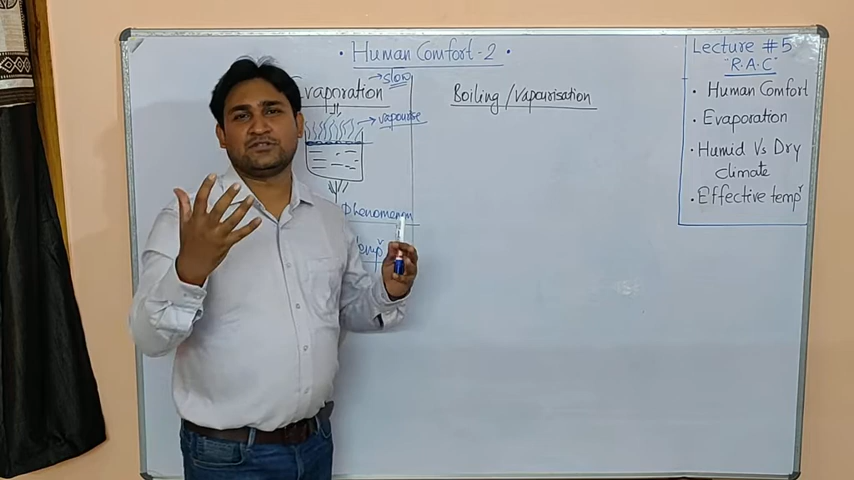 • Human Comfort - 2 •
Evaporation → slow
→ vapourise
Phenomenon
tempr
Boiling / Vapourisation
Lecture #5
"R.A.C"
• Human Comfort
• Evaporation
• Humid Vs Dry
climate
• Effective tempr